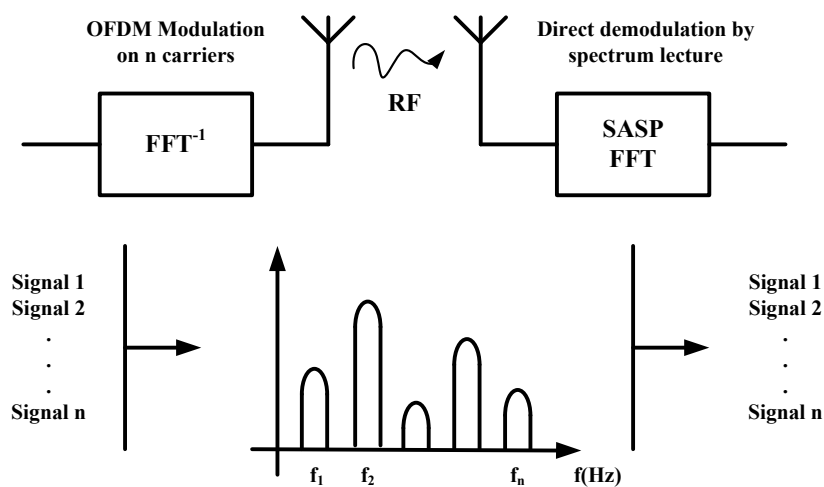 OFDM Modulation
on n carriers
Direct demodulation by
spectrum lecture
RF
FFT⁻¹
SASP
FFT
Signal 1
Signal 2
.
.
.
Signal n
f₁
f₂
fₙ
f(Hz)
Signal 1
Signal 2
.
.
.
Signal n